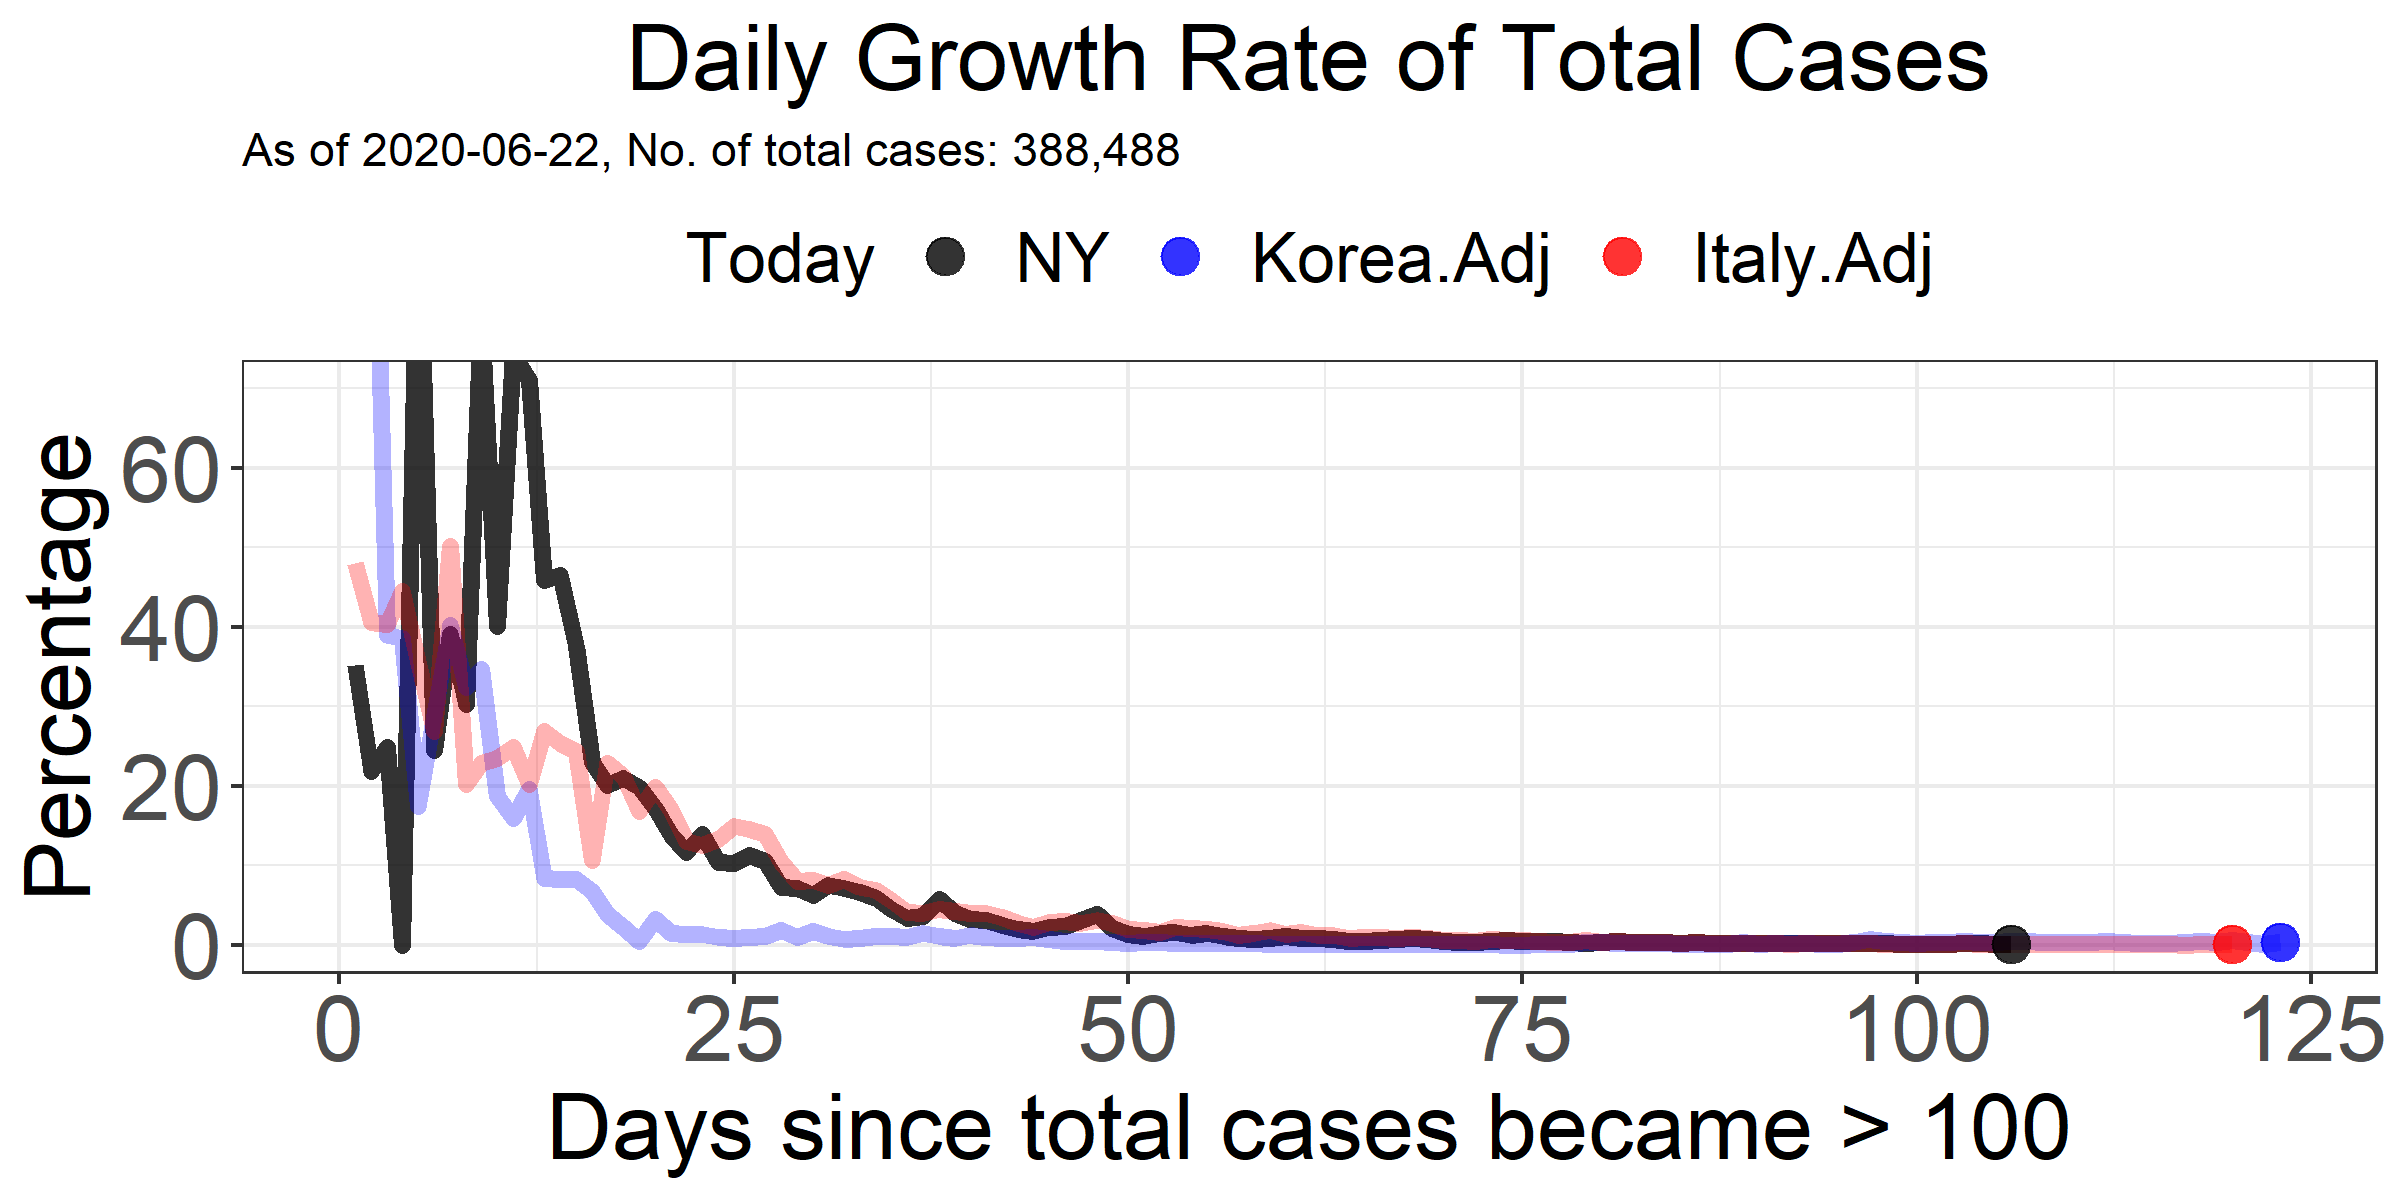 Daily Growth Rate of Total Cases
As of 2020-06-22, No. of total cases: 388,488
Today NY Korea.Adj Italy.Adj
Percentage
60
40
20
0
0 25 50 75 100 125
Days since total cases became > 100